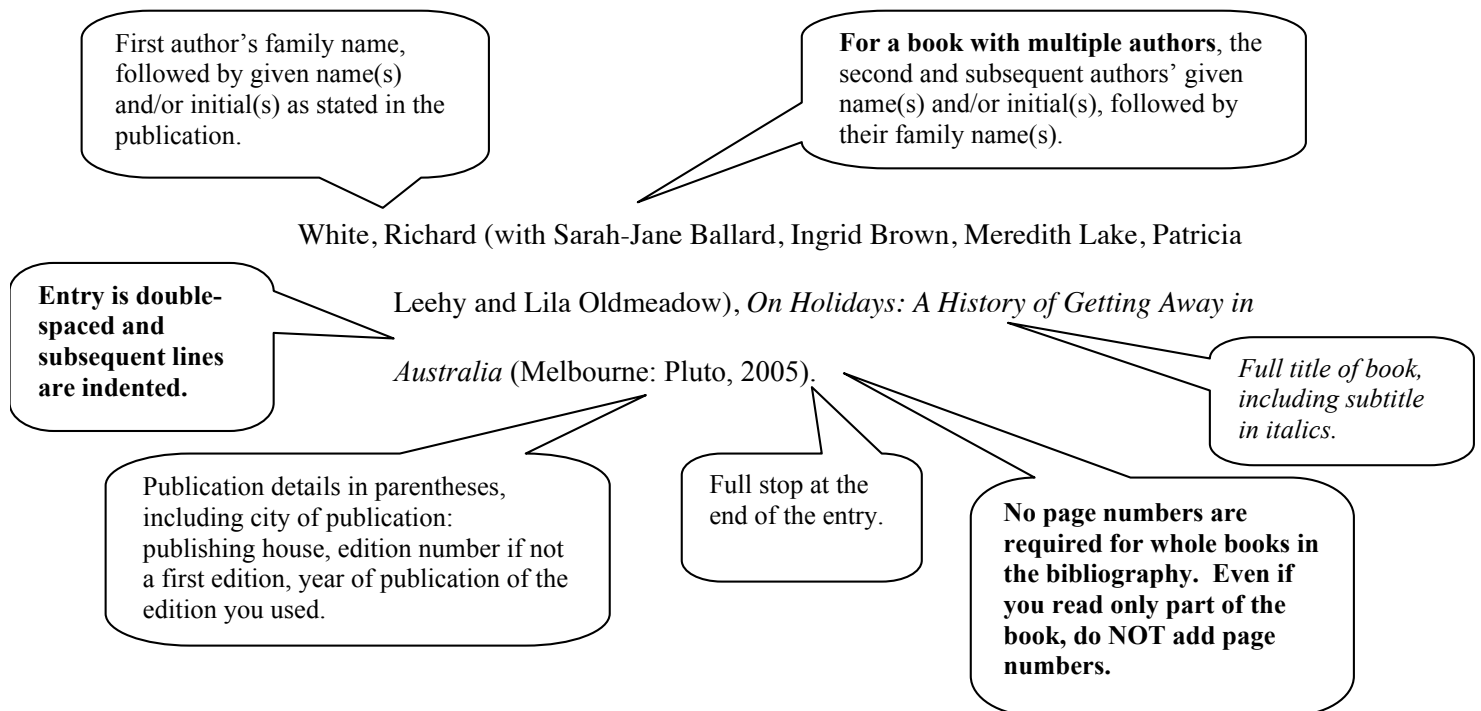 First author’s family name,
followed by given name(s)
and/or initial(s) as stated in the
publication.
For a book with multiple authors, the
second and subsequent authors’ given
name(s) and/or initial(s), followed by
their family name(s).
White, Richard (with Sarah-Jane Ballard, Ingrid Brown, Meredith Lake, Patricia
Leehy and Lila Oldmeadow), On Holidays: A History of Getting Away in
Australia (Melbourne: Pluto, 2005).
Entry is double-
spaced and
subsequent lines
are indented.
Full title of book,
including subtitle
in italics.
Publication details in parentheses,
including city of publication:
publishing house, edition number if not
a first edition, year of publication of the
edition you used.
Full stop at the
end of the entry.
No page numbers are
required for whole books in
the bibliography. Even if
you read only part of the
book, do NOT add page
numbers.